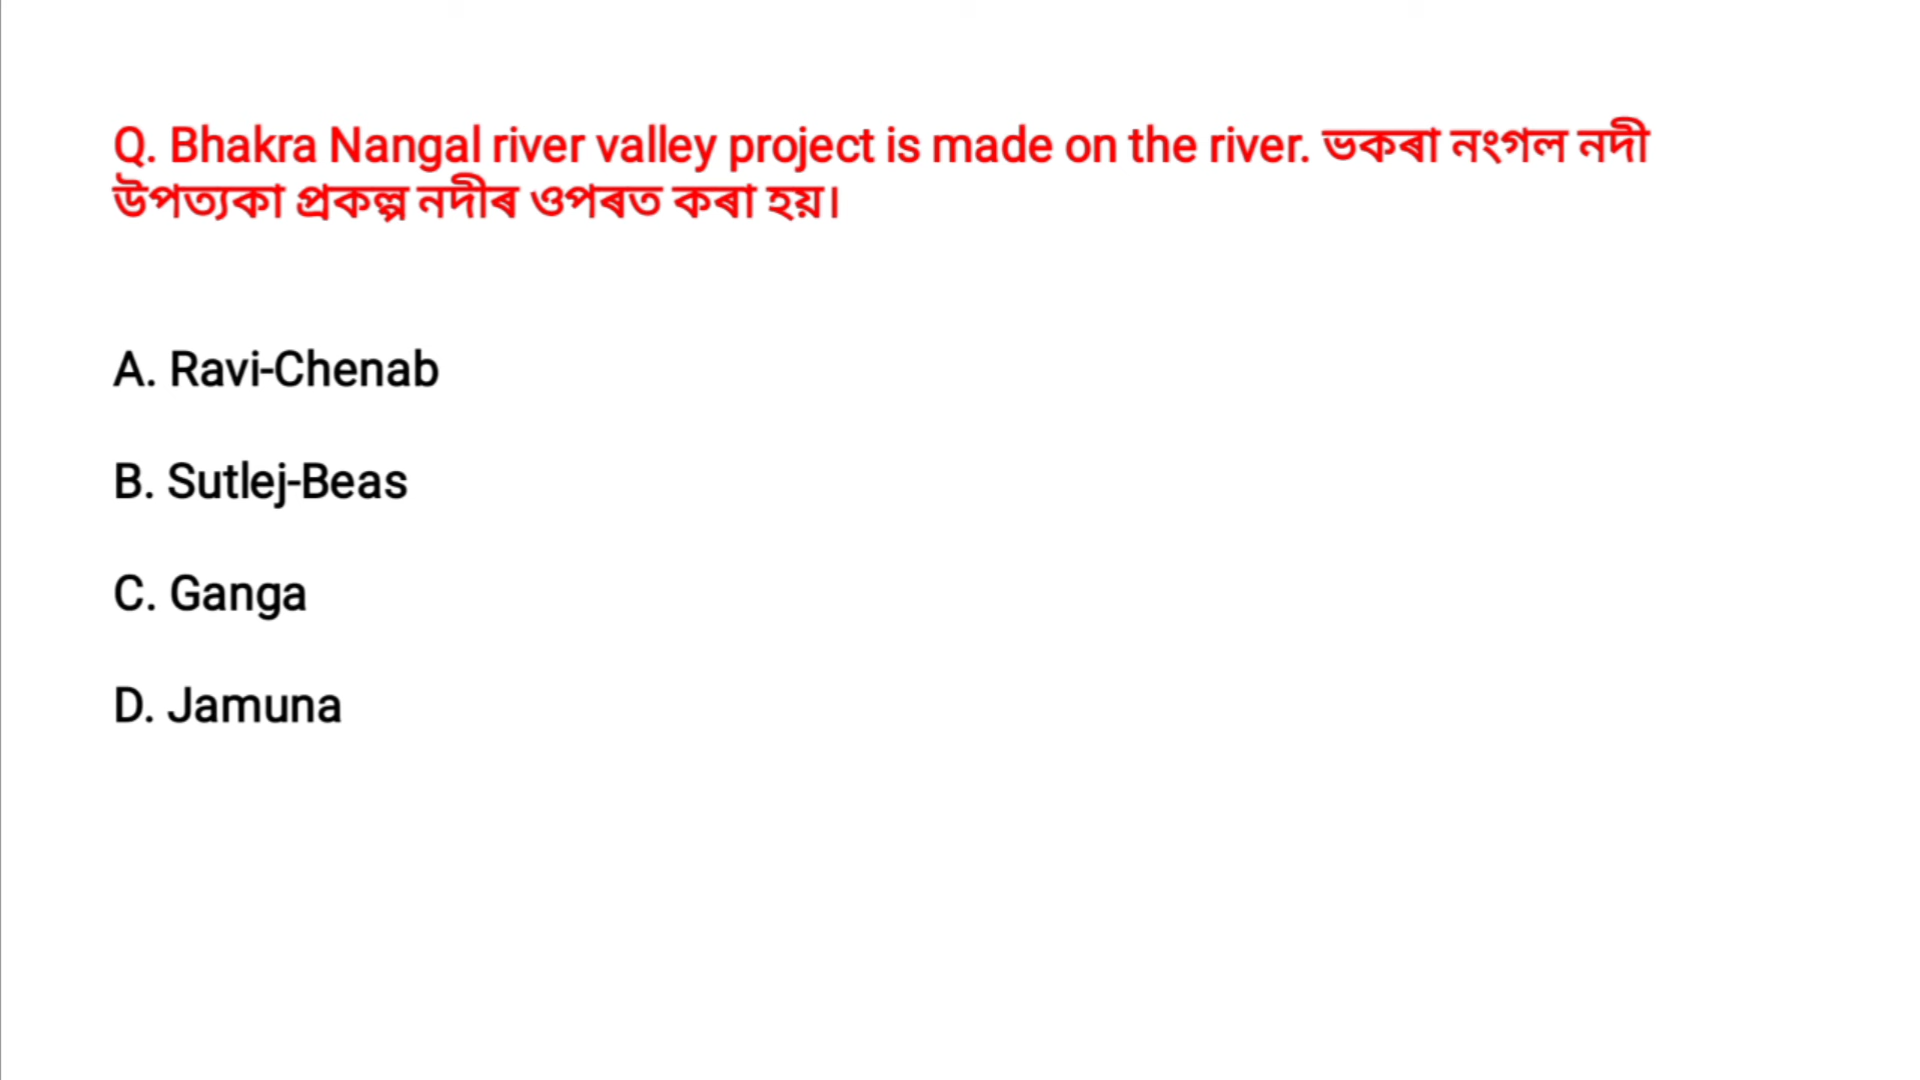 Q. Bhakra Nangal river valley project is made on the river. ভকৰা নংগল নদী
উপত্যকা প্ৰকল্প নদীৰ ওপৰত কৰা হয়।
A. Ravi-Chenab
B. Sutlej-Beas
C. Ganga
D. Jamuna